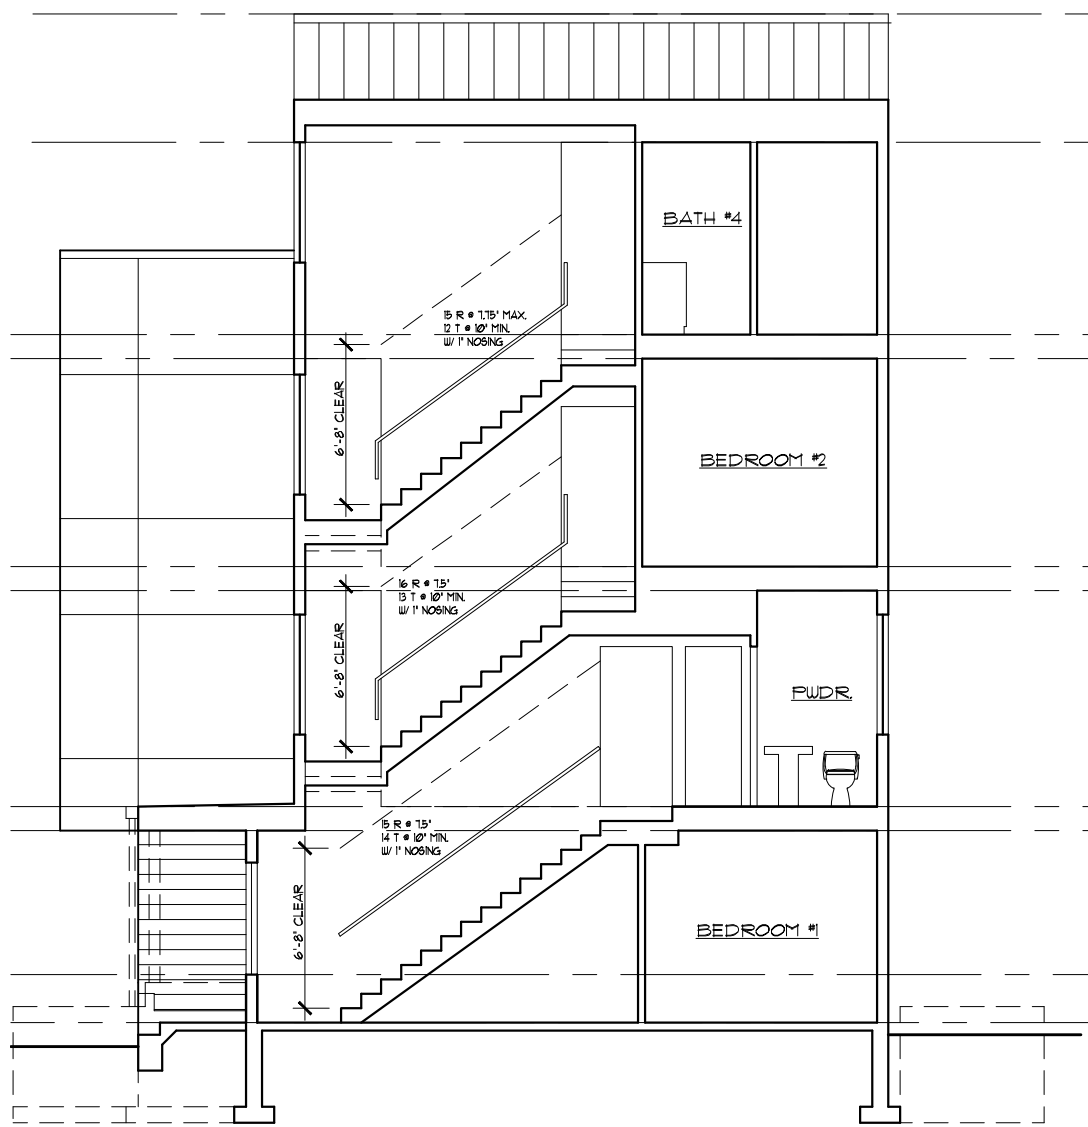 BATH #4
15 R @ 7.75" MAX.
12 T @ 10" MIN.
W/ 1" NOSING
6'-8" CLEAR
BEDROOM #2
16 R @ 7.5"
13 T @ 10" MIN.
W/ 1" NOSING
6'-8" CLEAR
PWDR.
15 R @ 7.5"
14 T @ 10" MIN.
W/ 1" NOSING
6'-8" CLEAR
BEDROOM #1